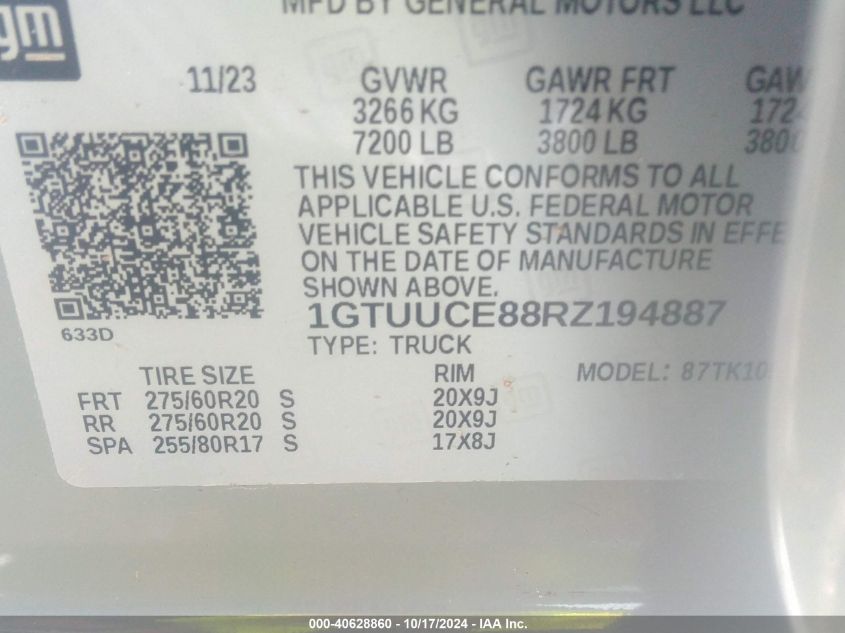 gm
MFD BY GENERAL MOTORS LLC
11/23 GVWR GAWR FRT
3266 KG 1724 KG
7200 LB 3800 LB
THIS VEHICLE CONFORMS TO ALL
APPLICABLE U.S. FEDERAL MOTOR
VEHICLE SAFETY STANDARDS IN
ON THE DATE OF MANUFACTURE
SHOWN ABOVE.
1GTUUCE88RZ194887
633D
TYPE: TRUCK
TIRE SIZE RIM MODEL: 87TK10
FRT 275/60R20 S 20X9J
RR 275/60R20 S 20X9J
SPA 255/80R17 S 17X8J
000-40628860 - 10/17/2024 - IAA Inc.